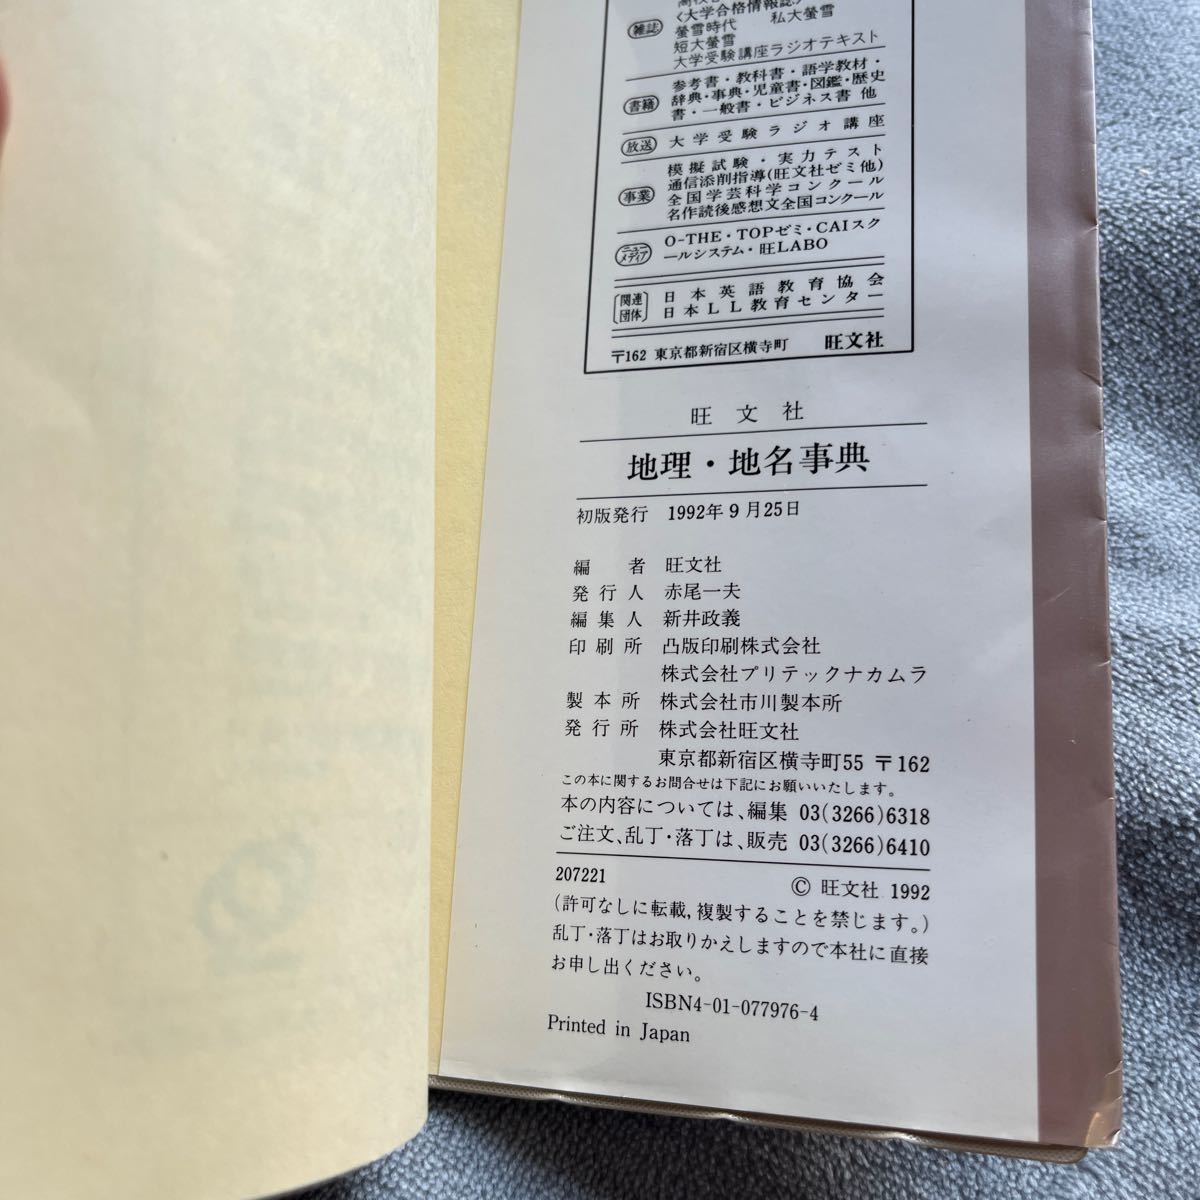 〈大学合格情報誌〉
雑誌 螢雪時代 私大螢雪
短大螢雪
大学受験講座ラジオテキスト
書籍 参考書・教科書・語学教材・
辞典・事典・児童書・図鑑・歴史
書・一般書・ビジネス書 他
放送 大学受験ラジオ講座
事業 模擬試験・実力テスト
通信添削指導(旺文社ゼミ他)
全国学芸科学コンクール
名作読後感想文全国コンクール
ニューメディア O-THE・TOPゼミ・CAIスク
ールシステム・旺LABO
関連団体 日本英語教育協会
日本LL教育センター
〒162 東京都新宿区横寺町 旺文社
旺文社
地理・地名事典
初版発行 1992年9月25日
編者 旺文社
発行人 赤尾一夫
編集人 新井政義
印刷所 凸版印刷株式会社
株式会社プリテックナカムラ
製本所 株式会社市川製本所
発行所 株式会社旺文社
東京都新宿区横寺町55 〒162
この本に関するお問合せは下記にお願いいたします。
本の内容については、編集 03(3266)6318
ご注文、乱丁・落丁は、販売 03(3266)6410
207221 © 旺文社 1992
(許可なしに転載,複製することを禁じます。)
乱丁・落丁はお取りかえしますので本社に直接
お申し出ください。
ISBN4-01-077976-4
Printed in Japan